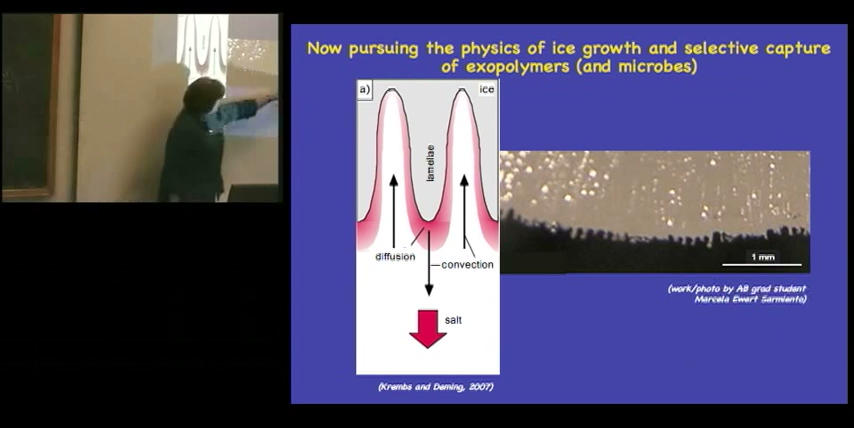 Now pursuing the physics of ice growth and selective capture
of exopolymers (and microbes)
a)
ice
lamellae
diffusion
convection
salt
1 mm
(work/photo by AB grad student
Marcela Ewert Sarmiento)
(Krembs and Deming, 2007)